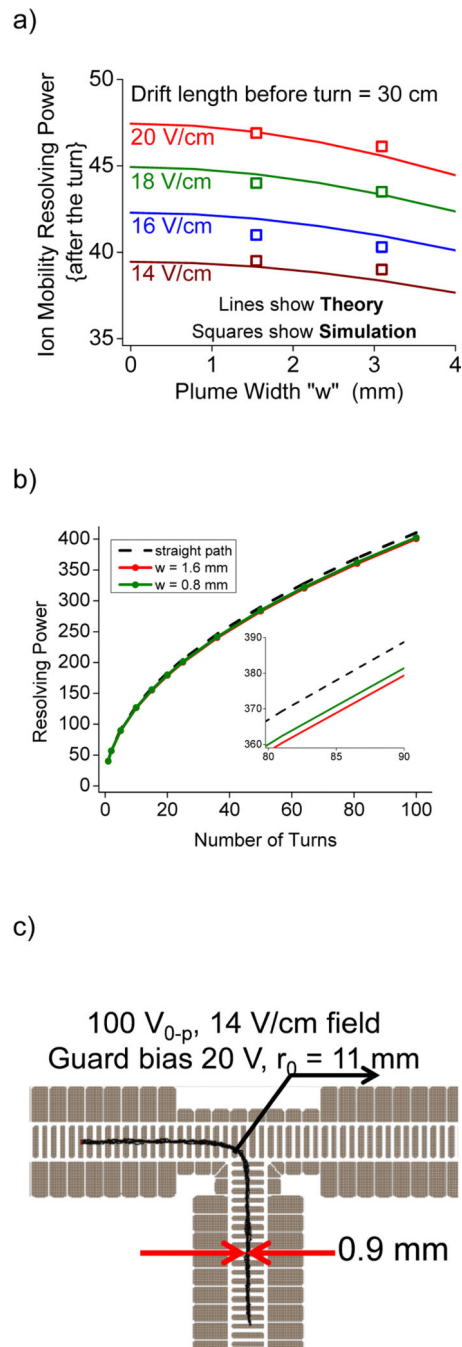 a)
50
45
40
35
Ion Mobility Resolving Power
{after the turn}
Drift length before turn = 30 cm
20 V/cm
18 V/cm
16 V/cm
14 V/cm
Lines show Theory
Squares show Simulation
0 1 2 3 4
Plume Width "w" (mm)
b)
400
350
300
250
200
150
100
50
0
Resolving Power
straight path
w = 1.6 mm
w = 0.8 mm
390
380
370
360
80 85 90
0 20 40 60 80 100
Number of Turns
c)
100 V0-p, 14 V/cm field
Guard bias 20 V, r0 = 11 mm
0.9 mm